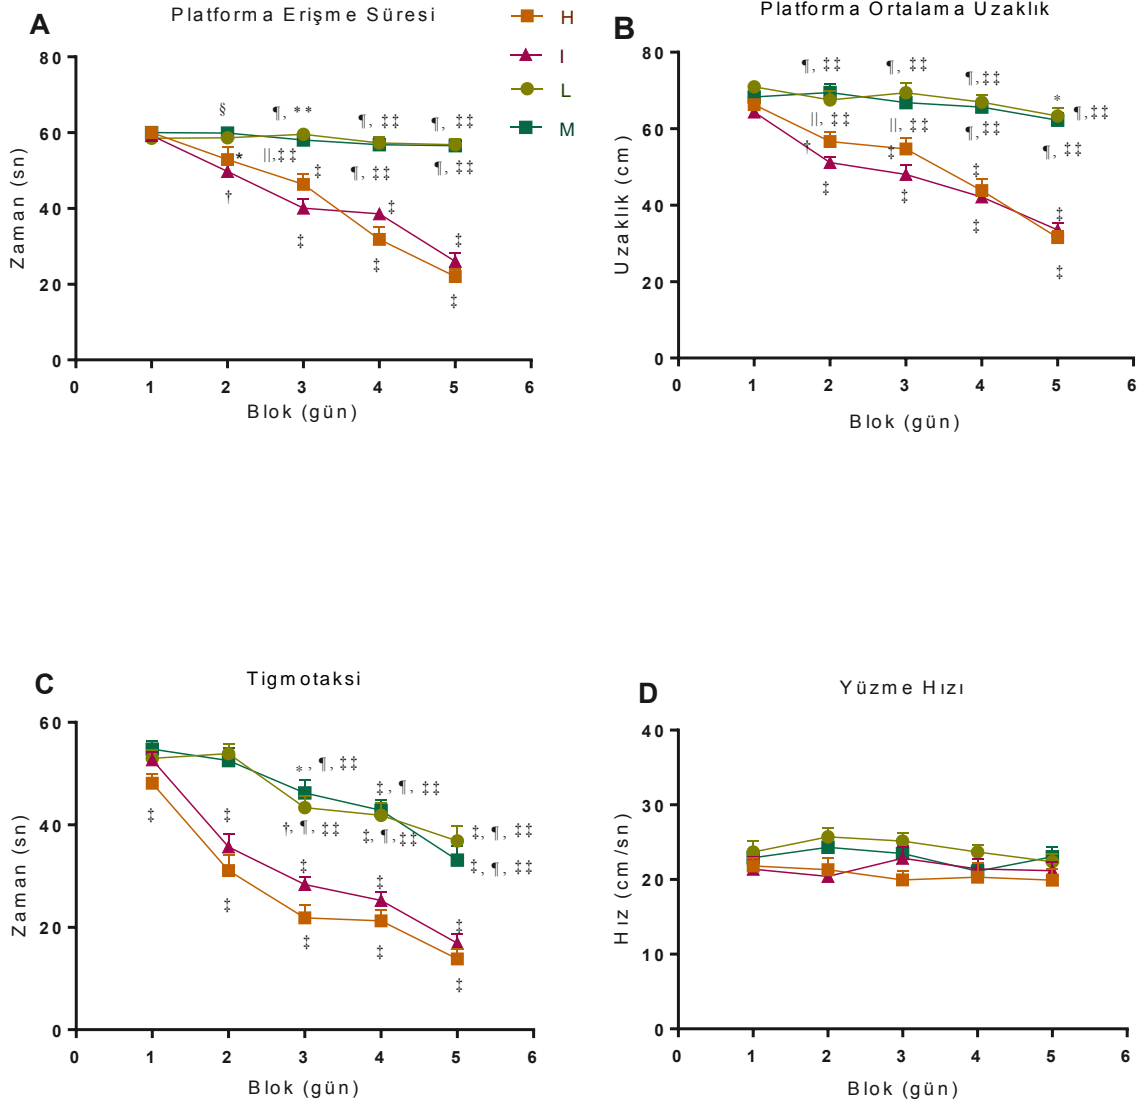 A
Platforma Erişme Süresi
H
I
L
M
80
60
40
20
0
Zaman (sn)
§
¶, **
¶, ‡‡
¶, ‡‡
*
||,‡‡
‡
¶, ‡‡
¶, ‡‡
†
‡
‡
‡
‡
‡
0 1 2 3 4 5 6
Blok (gün)
B
Platforma Ortalama Uzaklık
80
60
40
20
0
Uzaklık (cm)
¶, ‡‡
¶, ‡‡
¶,‡‡
*
¶,‡‡
||,‡‡
||,‡‡
¶,‡‡
†
‡
¶, ‡‡
‡
‡
‡
‡
‡
‡
0 1 2 3 4 5 6
Blok (gün)
C
Tigmotaksi
60
40
20
0
Zaman (sn)
*, ¶, ‡‡
‡, ¶, ‡‡
‡
‡
†, ¶, ‡‡
‡, ¶,‡‡
‡, ¶, ‡‡
‡
‡
‡, ¶, ‡‡
‡
‡
‡
‡
‡
0 1 2 3 4 5 6
Blok (gün)
D
Yüzme Hızı
40
30
20
10
0
Hız (cm/sn)
0 1 2 3 4 5 6
Blok (gün)